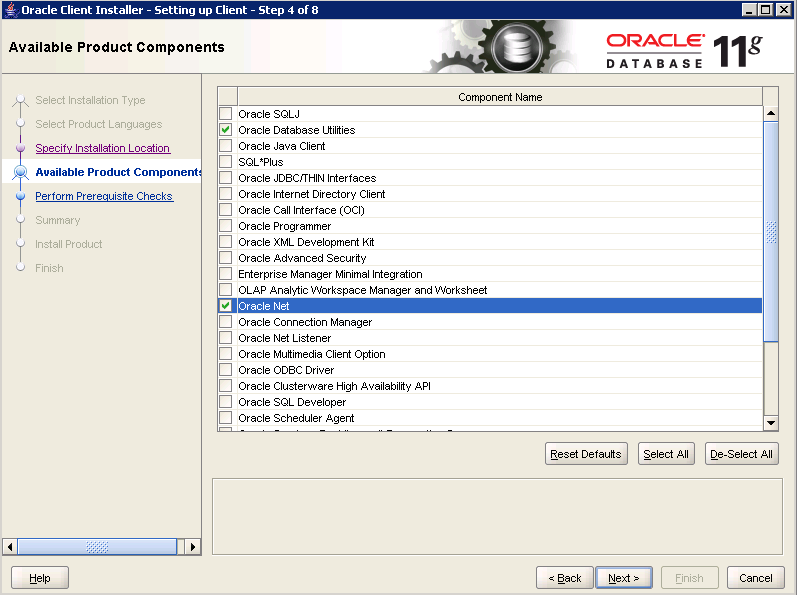 Oracle Client Installer - Setting up Client - Step 4 of 8
Available Product Components
ORACLE
DATABASE
11g
Select Installation Type
Select Product Languages
Specify Installation Location
Available Product Components
Perform Prerequisite Checks
Summary
Install Product
Finish
Component Name
Oracle SQLJ
Oracle Database Utilities
Oracle Java Client
SQL*Plus
Oracle JDBC/THIN Interfaces
Oracle Internet Directory Client
Oracle Call Interface (OCI)
Oracle Programmer
Oracle XML Development Kit
Oracle Advanced Security
Enterprise Manager Minimal Integration
OLAP Analytic Workspace Manager and Worksheet
Oracle Net
Oracle Connection Manager
Oracle Net Listener
Oracle Multimedia Client Option
Oracle ODBC Driver
Oracle Clusterware High Availability API
Oracle SQL Developer
Oracle Scheduler Agent
Reset Defaults
Select All
De-Select All
Help
< Back
Next >
Finish
Cancel